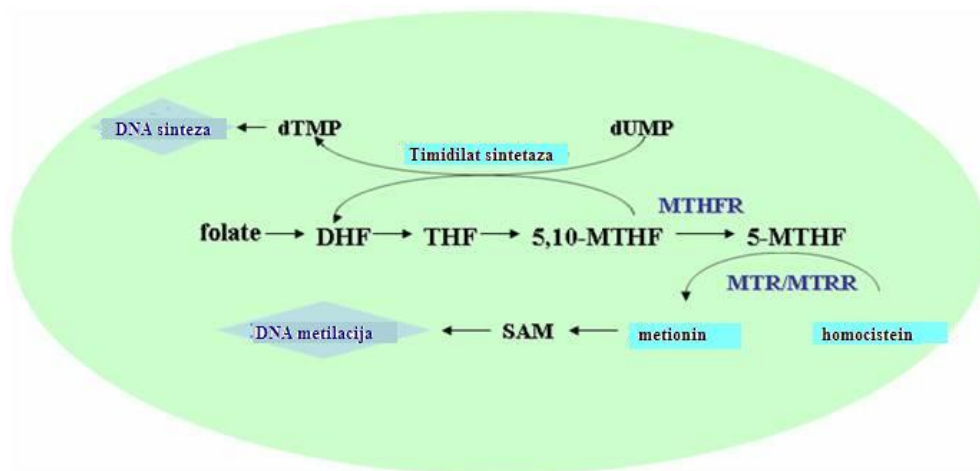 DNA sinteza dTMP dUMP
Timidilat sintetaza
MTHFR
folate DHF THF 5,10-MTHF 5-MTHF
MTR/MTRR
DNA metilacija SAM metionin homocistein